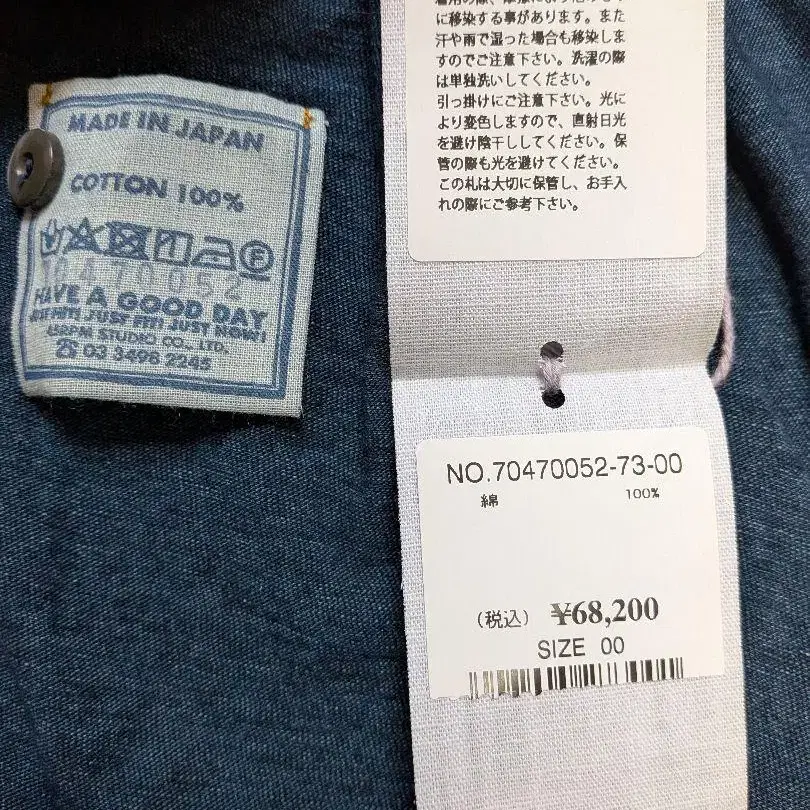 MADE IN JAPAN
COTTON 100%
70470052
HAVE A GOOD DAY
JUST FIT! JUST NOW!
STUDIO CO., LTD.
☎ 03 3498 2245
に移染する事があります。また
汗や雨で湿った場合も移染しま
すのでご注意下さい。洗濯の際
は単独洗いしてください。
引っ掛けにご注意下さい。光に
より変色しますので、直射日光
を避け陰干ししてください。保
管の際も光を避けてください。
この札は大切に保管し、お手入
れの際にご参考下さい。
NO.70470052-73-00
綿 100%
(税込) ¥68,200
SIZE 00